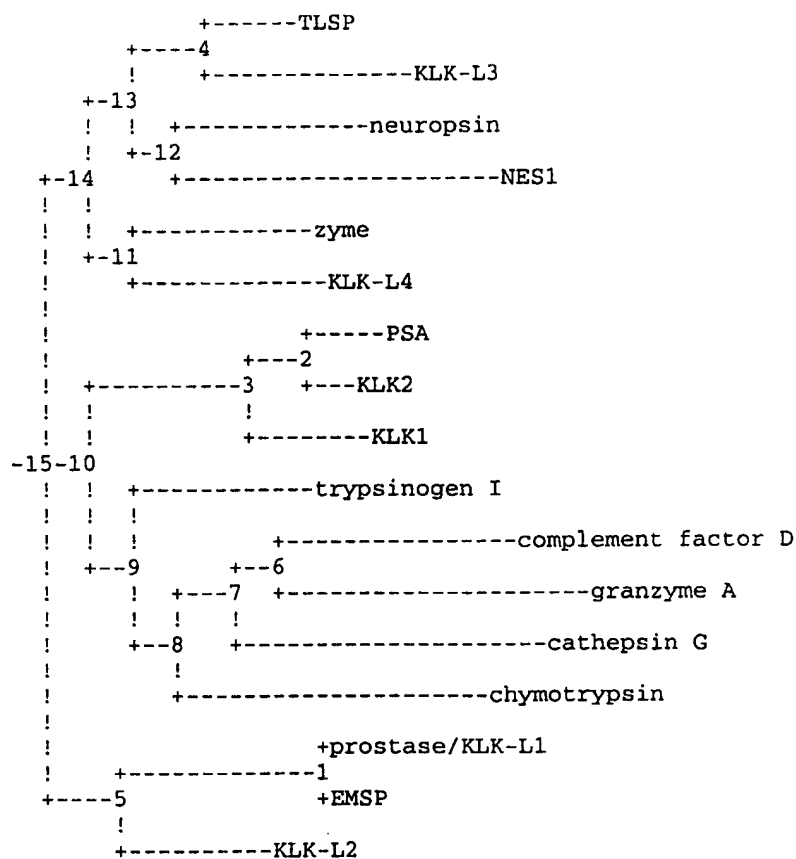 +------TLSP
+-----4
! +-------------KLK-L3
+-13
! ! +------------neuropsin
! +-12
+-14 +--------------------NES1
! !
! ! +------------zyme
! +-11
! +-------------KLK-L4
!
! +-----PSA
! +---2
! +----------3 +---KLK2
! ! !
! ! +--------KLK1
-15-10
! ! +------------trypsinogen I
! ! !
! ! ! +---------------complement factor D
! +--9 +--6
! ! +---7 +--------------------granzyme A
! ! ! !
! +--8 +--------------------cathepsin G
! !
! +--------------------chymotrypsin
!
! +prostase/KLK-L1
! +-------------1
+----5 +EMSP
!
+----------KLK-L2